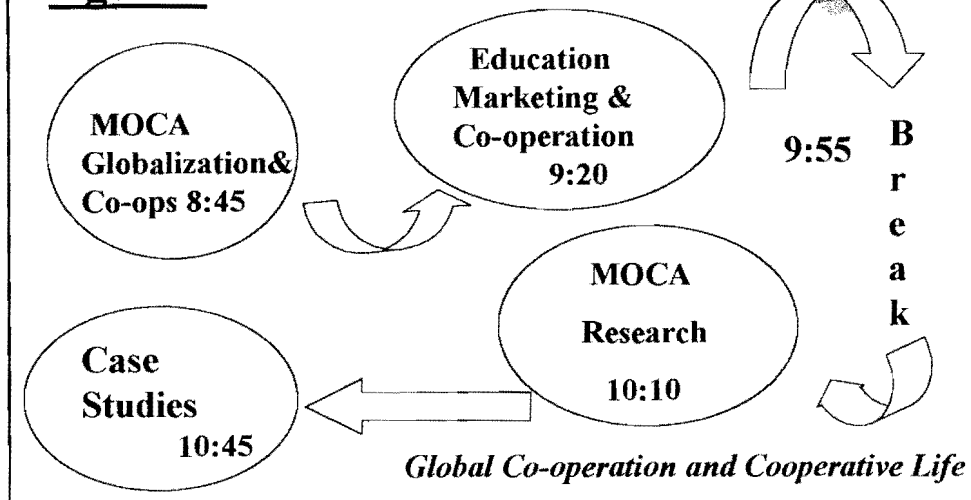 MOCA
Globalization&
Co-ops 8:45
Education
Marketing &
Co-operation
9:20
9:55
Break
MOCA
Research
10:10
Case
Studies
10:45
Global Co-operation and Cooperative Life